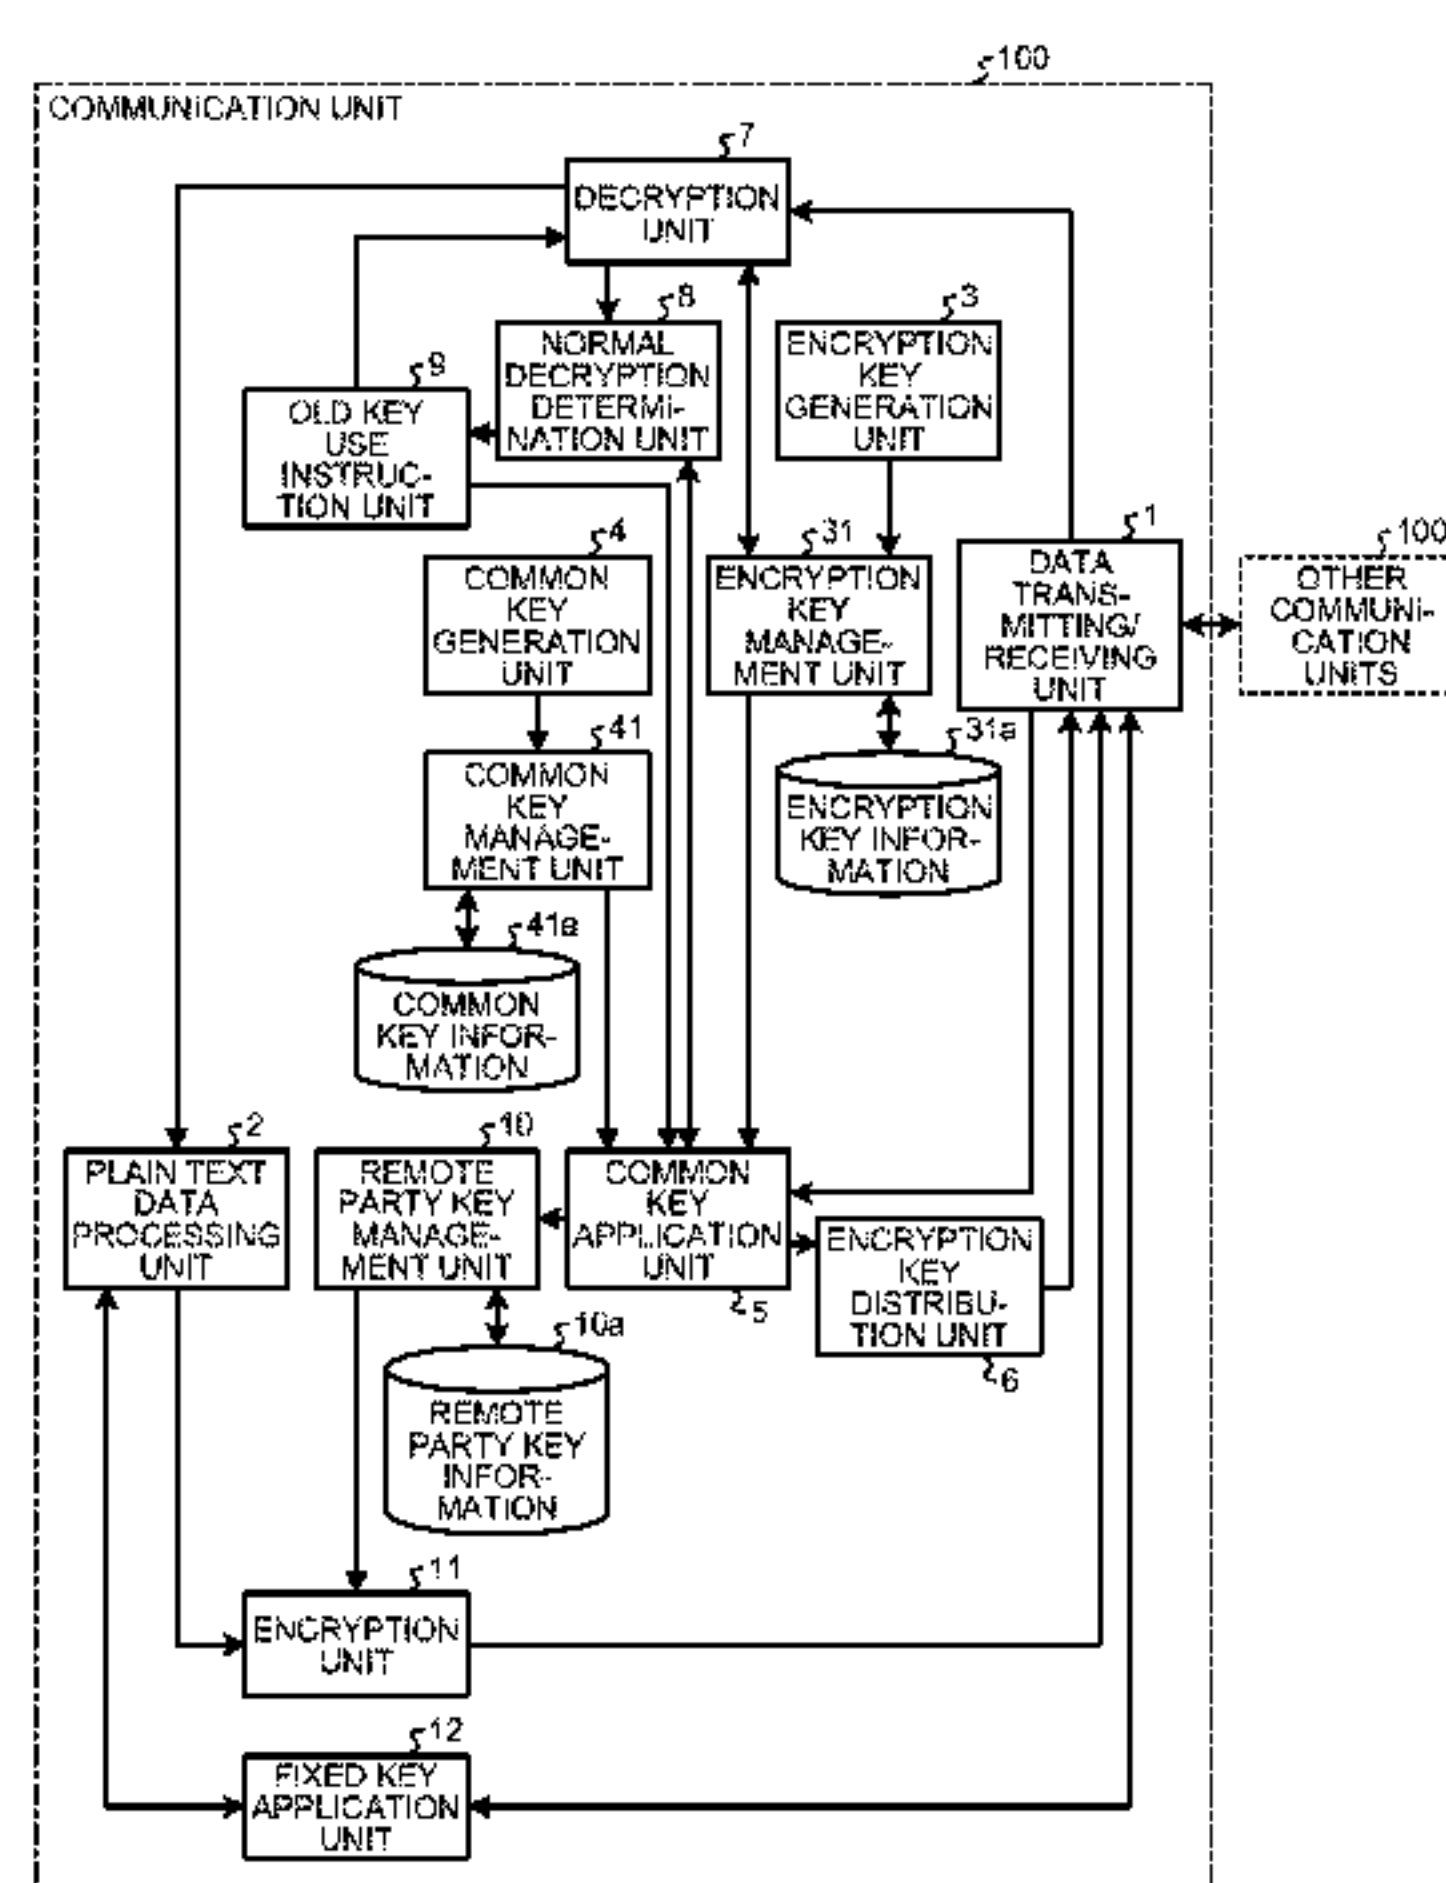 100
COMMUNICATION UNIT
7
DECRYPTION
UNIT
8
NORMAL
DECRYPTION
DETERMI-
NATION UNIT
3
ENCRYPTION
KEY
GENERATION
UNIT
9
OLD KEY
USE
INSTRUC-
TION UNIT
4
COMMON
KEY
GENERATION
UNIT
31
ENCRYPTION
KEY
MANAGE-
MENT UNIT
1
DATA
TRANS-
MITTING/
RECEIVING
UNIT
100
OTHER
COMMUNI-
CATION
UNITS
41
COMMON
KEY
MANAGE-
MENT UNIT
31a
ENCRYPTION
KEY INFOR-
MATION
41a
COMMON
KEY INFOR-
MATION
2
PLAIN TEXT
DATA
PROCESSING
UNIT
10
REMOTE
PARTY KEY
MANAGE-
MENT UNIT
COMMON
KEY
APPLICATION
UNIT
5
ENCRYPTION
KEY
DISTRIBU-
TION UNIT
6
10a
REMOTE
PARTY KEY
INFOR-
MATION
11
ENCRYPTION
UNIT
12
FIXED KEY
APPLICATION
UNIT